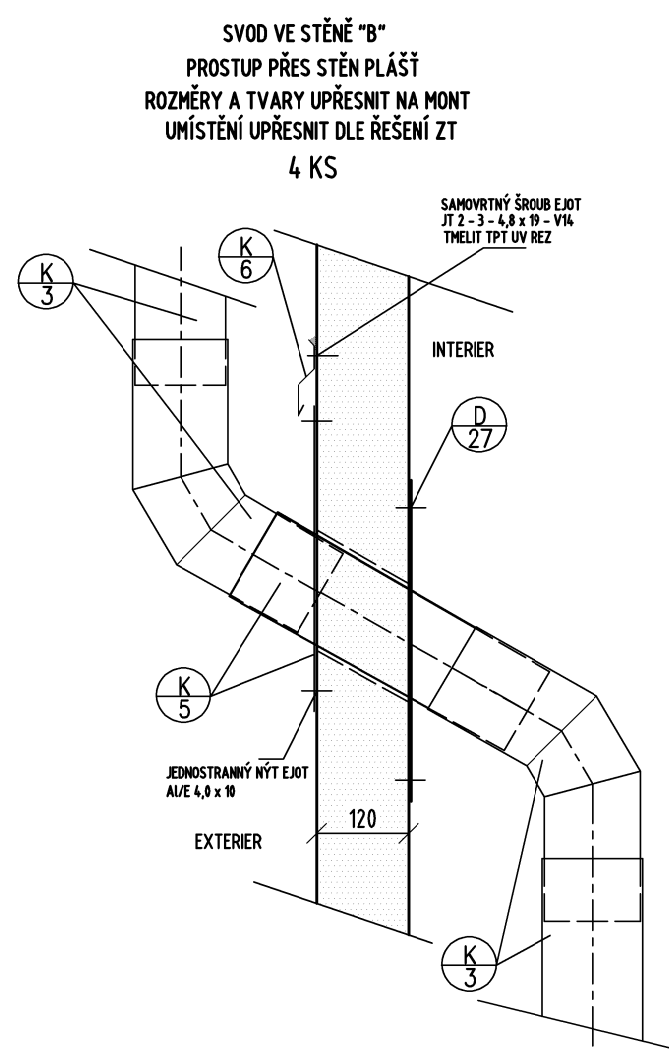 SVOD VE STĚNĚ "B"
PROSTUP PŘES STĚN PLÁŠŤ
ROZMĚRY A TVARY UPŘESNIT NA MONT
UMÍSTĚNÍ UPŘESNIT DLE ŘEŠENÍ ZT
4 KS
SAMOVRTNÝ ŠROUB EJOT
JT 2 - 3 - 4,8 x 19 - V14
TMELIT TPT UV REZ
K
6
K
3
INTERIER
D
27
K
5
JEDNOSTRANNÝ NÝT EJOT
Al/E 4,0 x 10
120
EXTERIER
K
3